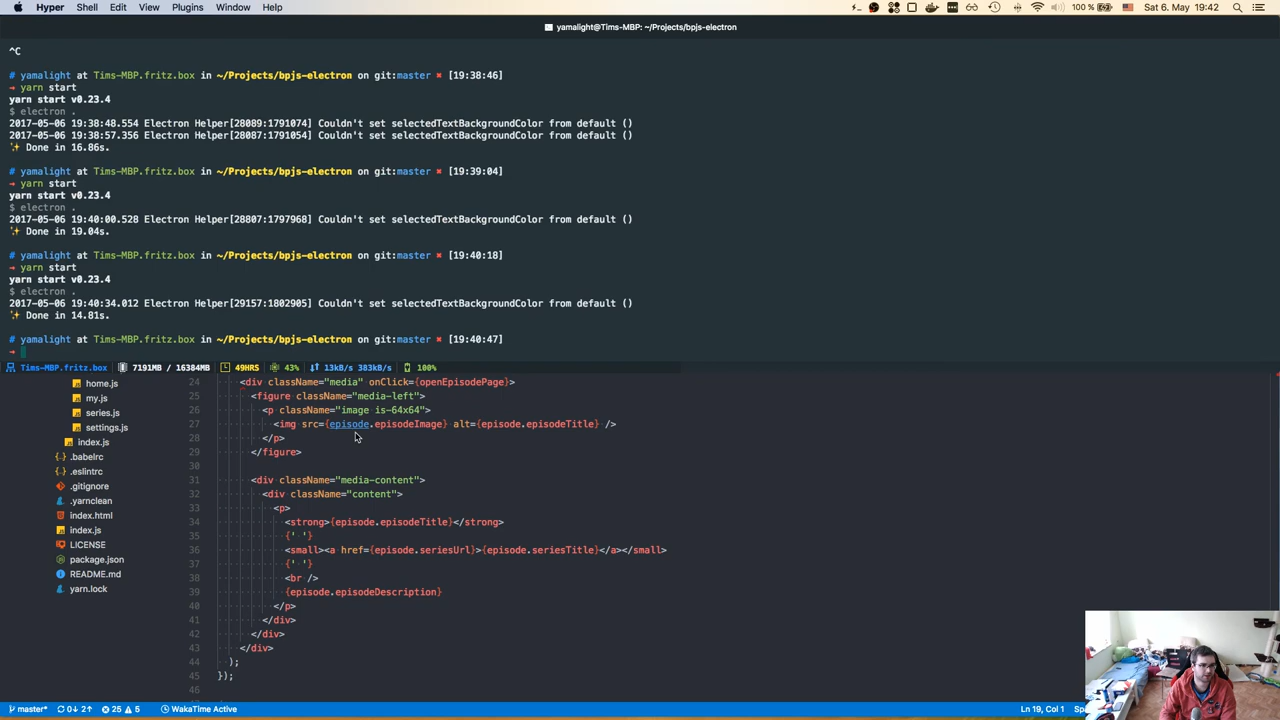 Hyper Shell Edit View Plugins Window Help 100 % Sat 6. May 19:42
yamalight@Tims-MBP: ~/Projects/bpjs-electron
^C
# yamalight at Tims-MBP.fritz.box in ~/Projects/bpjs-electron on git:master ✖ [19:38:46]
→ yarn start
yarn start v0.23.4
$ electron .
2017-05-06 19:38:48.554 Electron Helper[28089:1791074] Couldn't set selectedTextBackgroundColor from default ()
2017-05-06 19:38:57.356 Electron Helper[28087:1791054] Couldn't set selectedTextBackgroundColor from default ()
✨ Done in 16.86s.
# yamalight at Tims-MBP.fritz.box in ~/Projects/bpjs-electron on git:master ✖ [19:39:04]
→ yarn start
yarn start v0.23.4
$ electron .
2017-05-06 19:40:00.528 Electron Helper[28807:1797968] Couldn't set selectedTextBackgroundColor from default ()
✨ Done in 19.04s.
# yamalight at Tims-MBP.fritz.box in ~/Projects/bpjs-electron on git:master ✖ [19:40:18]
→ yarn start
yarn start v0.23.4
$ electron .
2017-05-06 19:40:34.012 Electron Helper[29157:1802905] Couldn't set selectedTextBackgroundColor from default ()
✨ Done in 14.81s.
# yamalight at Tims-MBP.fritz.box in ~/Projects/bpjs-electron on git:master ✖ [19:40:47]
→
Tims-MBP.fritz.box 7191MB / 16384MB 49HRS 43% 13kB/s 383kB/s 100%
home.js
my.js
series.js
settings.js
index.js
.babelrc
.eslintrc
.gitignore
.yarnclean
index.html
index.js
LICENSE
package.json
README.md
yarn.lock
24 <div className="media" onClick={openEpisodePage}>
25 <figure className="media-left">
26 <p className="image is-64x64">
27 <img src={episode.episodeImage} alt={episode.episodeTitle} />
28 </p>
29 </figure>
30
31 <div className="media-content">
32 <div className="content">
33 <p>
34 <strong>{episode.episodeTitle}</strong>
35 {' '}
36 <small><a href={episode.seriesUrl}>{episode.seriesTitle}</a></small>
37 {' '}
38 <br />
39 {episode.episodeDescription}
40 </p>
41 </div>
42 </div>
43 </div>
44 );
45 });
46
master* 0↓ 2↑ 25 5 WakaTime Active Ln 19, Col 1